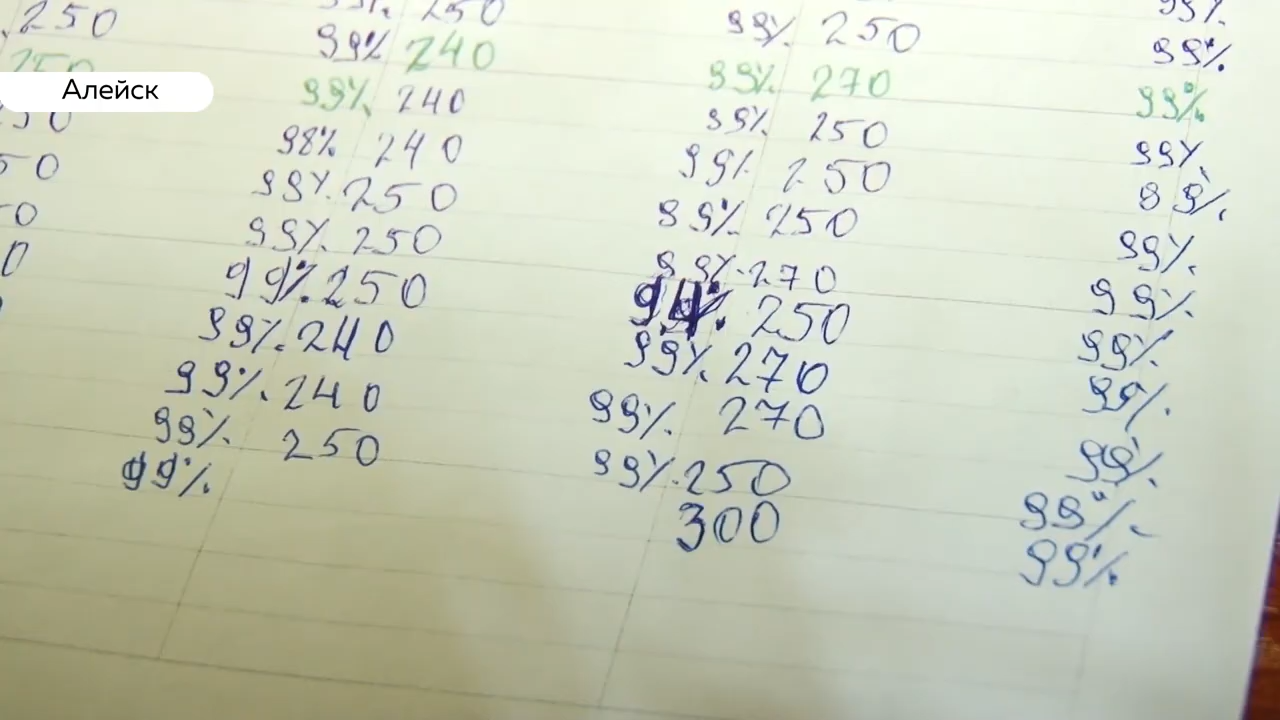 250
99% 250 99% 250 99%
99% 240 99% 270 99%
Алейск
99% 240 99% 250 99%
98% 240 99% 250 99%
99% 250 99% 250 99%
99% 250 99% 270 99%
99% 250 94% 250 99%
99% 240 99% 270 99%
99% 240 99% 270 99%
99% 250 99% 250 99%
99% 300 99%